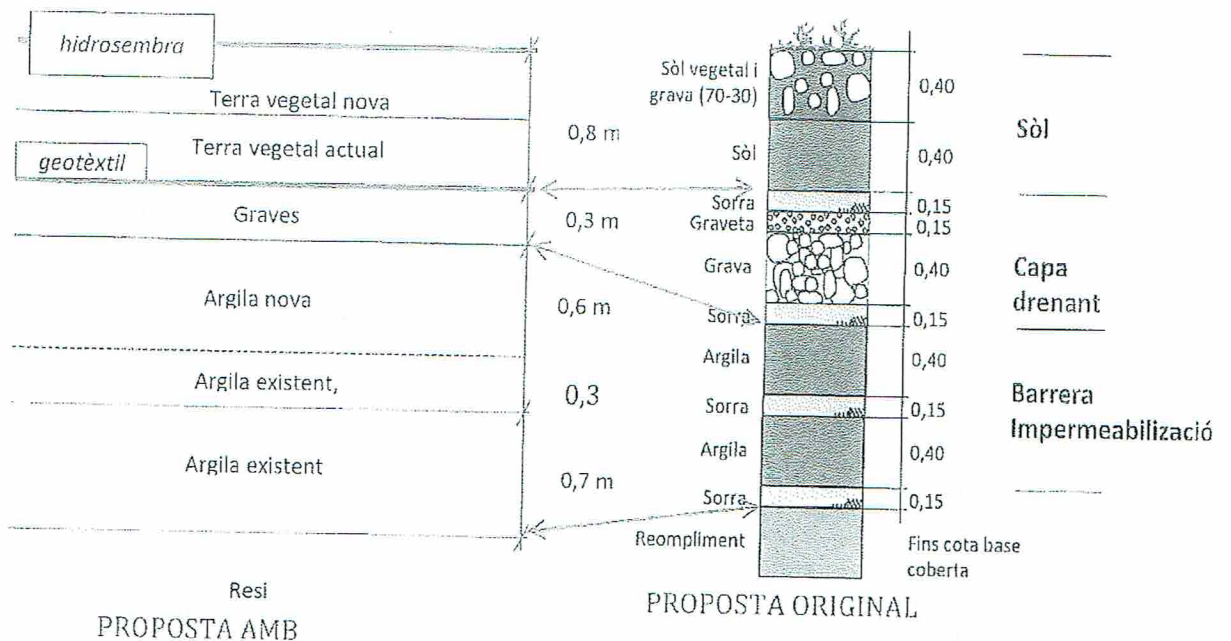 hidrosembra
Terra vegetal nova
Terra vegetal actual
geotèxtil
Graves
Argila nova
Argila existent,
Argila existent
Resi
PROPOSTA AMB
0,8 m
0,3 m
0,6 m
0,3
0,7 m
Sòl vegetal i
grava (70-30)
Sòl
Sorra
Graveta
Grava
Sorra
Argila
Sorra
Argila
Sorra
Reompliment
PROPOSTA ORIGINAL
0,40
0,40
0,15
0,15
0,40
0,15
0,40
0,15
0,40
0,15
Fins cota base
coberta
Sòl
Capa
drenant
Barrera
Impermeabilizació